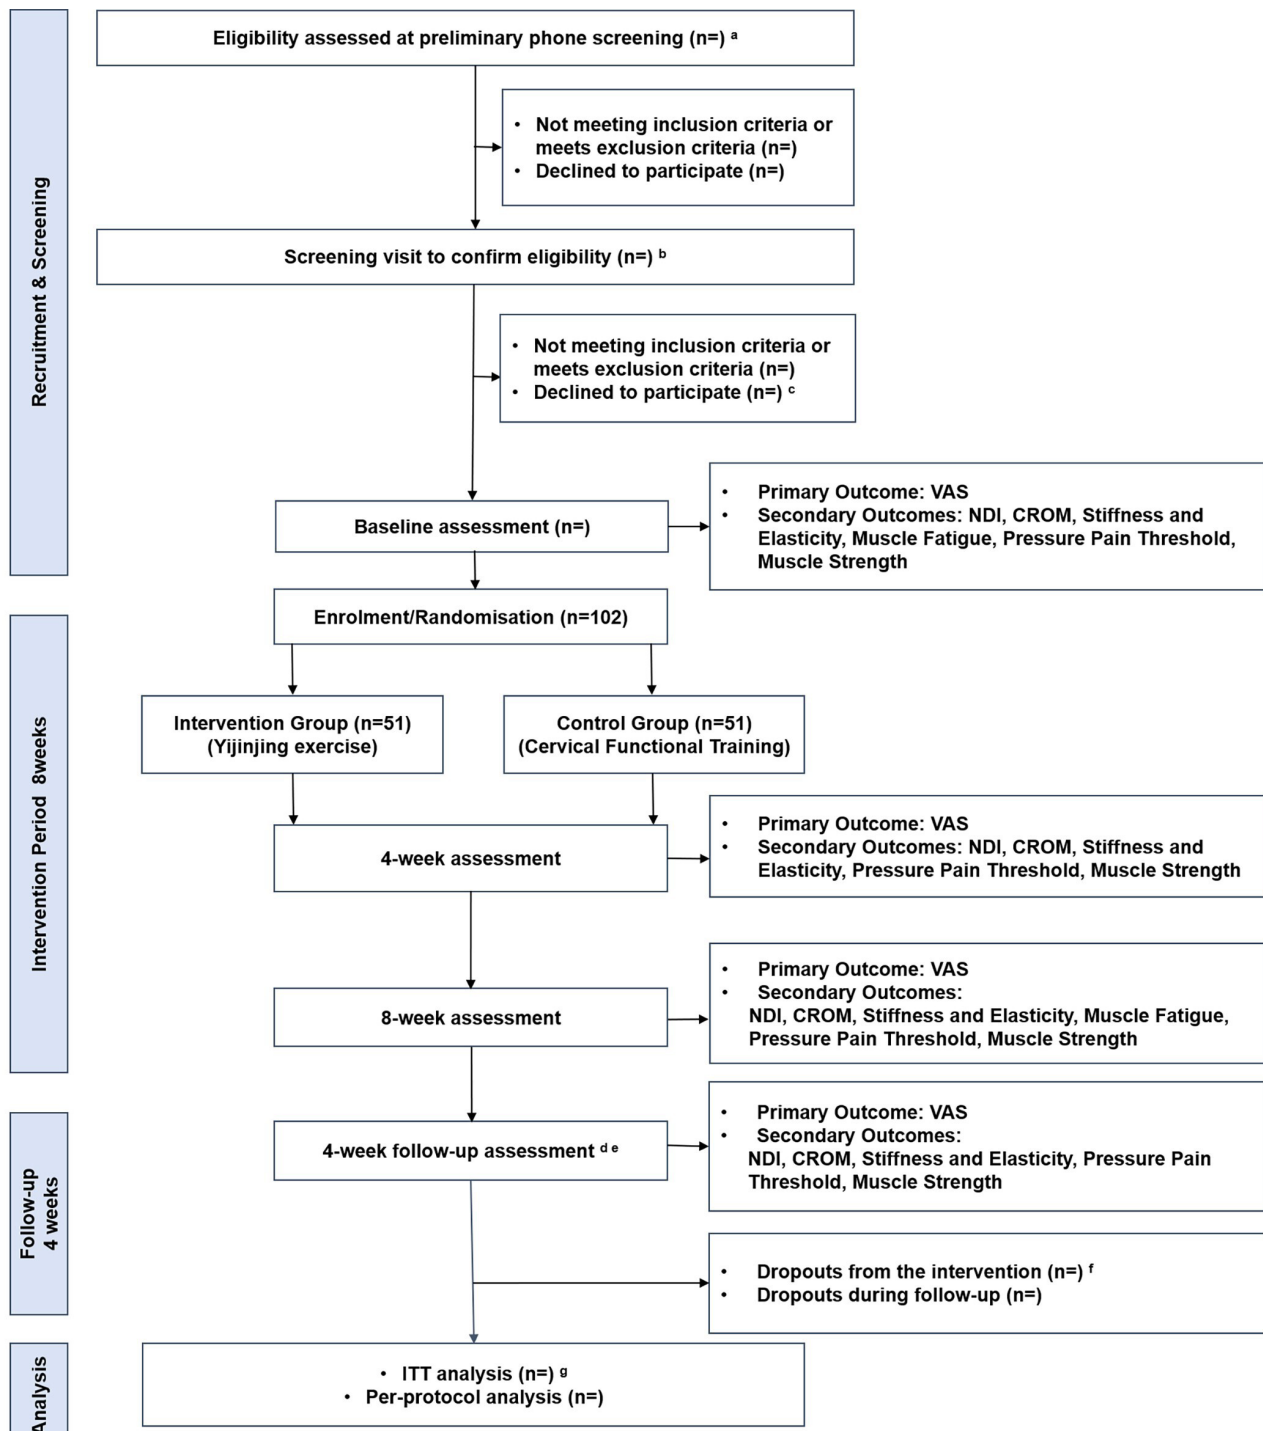 Recruitment & Screening
Eligibility assessed at preliminary phone screening (n=) a
• Not meeting inclusion criteria or
meets exclusion criteria (n=)
• Declined to participate (n=)
Screening visit to confirm eligibility (n=) b
• Not meeting inclusion criteria or
meets exclusion criteria (n=)
• Declined to participate (n=) c
Baseline assessment (n=)
• Primary Outcome: VAS
• Secondary Outcomes: NDI, CROM, Stiffness and
Elasticity, Muscle Fatigue, Pressure Pain Threshold,
Muscle Strength
Enrolment/Randomisation (n=102)
Intervention Period 8weeks
Intervention Group (n=51)
(Yijinjing exercise)
Control Group (n=51)
(Cervical Functional Training)
4-week assessment
• Primary Outcome: VAS
• Secondary Outcomes: NDI, CROM, Stiffness and
Elasticity, Pressure Pain Threshold, Muscle Strength
8-week assessment
• Primary Outcome: VAS
• Secondary Outcomes:
NDI, CROM, Stiffness and Elasticity, Muscle Fatigue,
Pressure Pain Threshold, Muscle Strength
Follow-up
4 weeks
4-week follow-up assessment d e
• Primary Outcome: VAS
• Secondary Outcomes:
NDI, CROM, Stiffness and Elasticity, Pressure Pain
Threshold, Muscle Strength
• Dropouts from the intervention (n=) f
• Dropouts during follow-up (n=)
Analysis
• ITT analysis (n=) g
• Per-protocol analysis (n=)